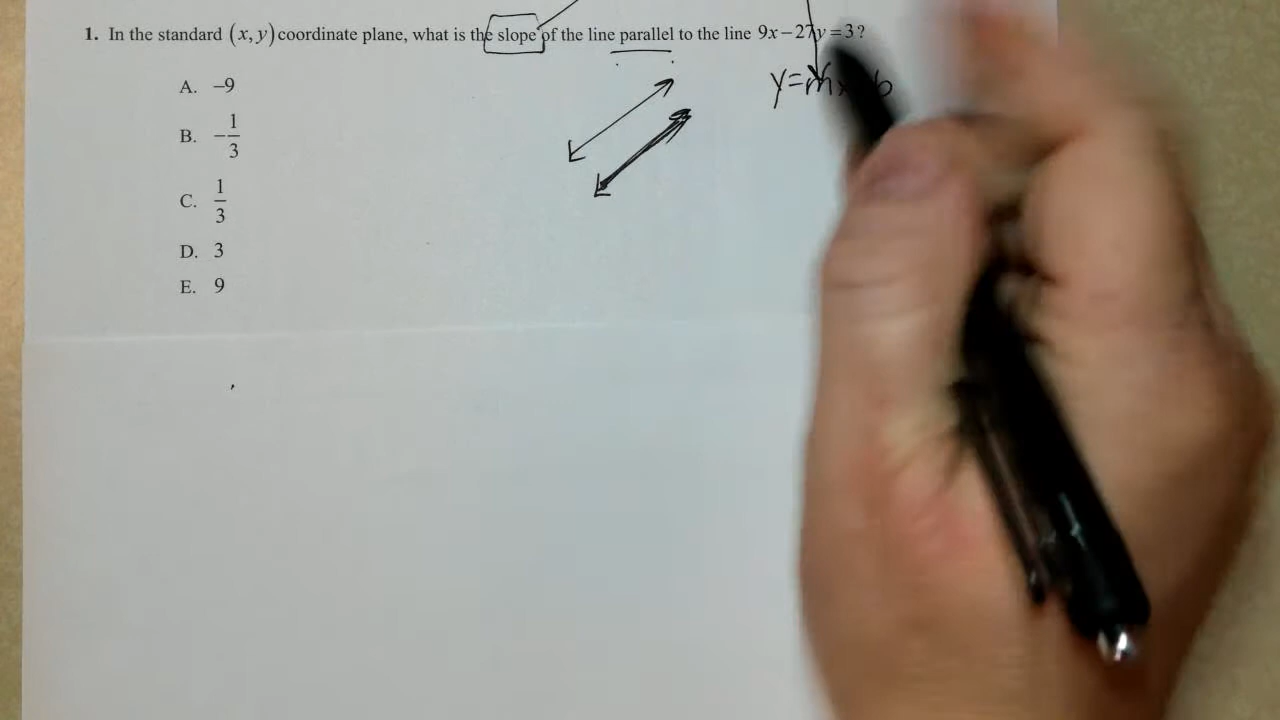 1. In the standard (x, y) coordinate plane, what is the slope of the line parallel to the line 9x−27y=3?
y=mx+b
A. −9
B. −1/3
C. 1/3
D. 3
E. 9